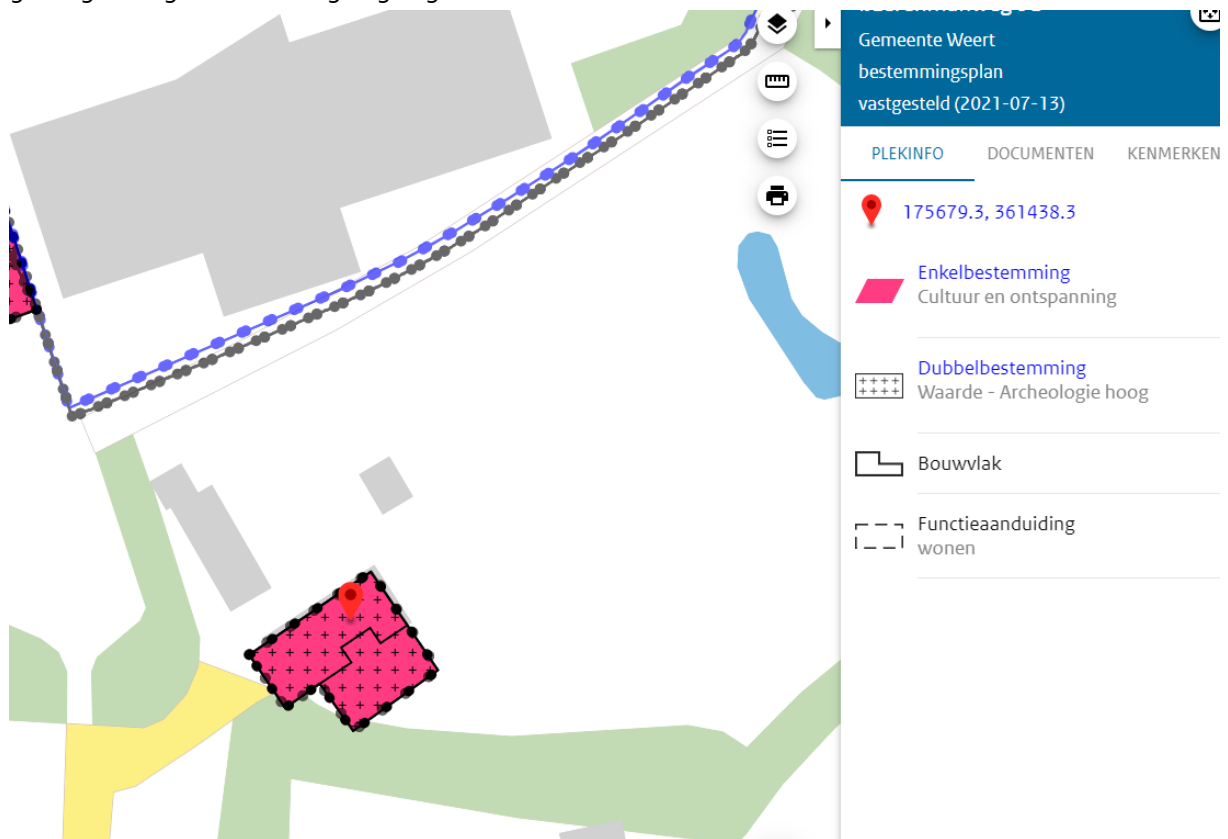 Gemeente Weert
bestemmingsplan
vastgesteld (2021-07-13)
PLEKINFO DOCUMENTEN KENMERKEN
175679.3, 361438.3
Enkelbestemming
Cultuur en ontspanning
Dubbelbestemming
Waarde - Archeologie hoog
Bouwvlak
Functieaanduiding
wonen